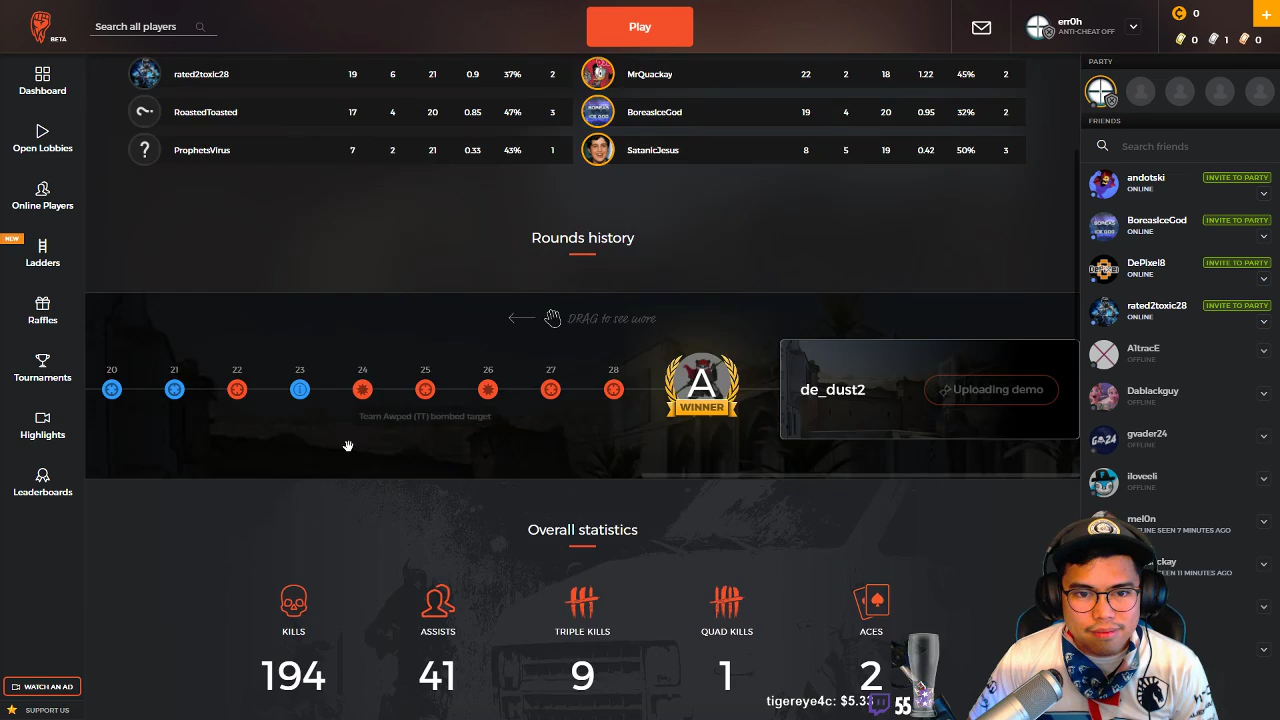 BETA
Search all players
Play
err0h
ANTI-CHEAT OFF
0
0 1 0
Dashboard
Open Lobbies
Online Players
NEW
Ladders
Raffles
Tournaments
Highlights
Leaderboards
WATCH AN AD
SUPPORT US
rated2toxic28 19 6 21 0.9 37% 2
MrQuackay 22 2 18 1.22 45% 2
RoastedToasted 17 4 20 0.85 47% 3
BoreasIceGod 19 4 20 0.95 32% 2
ProphetsVirus 7 2 21 0.33 43% 1
SatanicJesus 8 5 19 0.42 50% 3
Rounds history
DRAG to see more
20 21 22 23 24 25 26 27 28
Team Awped (TT) bombed target
A
WINNER
de_dust2
Uploading demo
Overall statistics
KILLS
194
ASSISTS
41
TRIPLE KILLS
9
QUAD KILLS
1
ACES
2
tigereye4c: $5.33
55
PARTY
FRIENDS
Search friends
andotski
ONLINE
INVITE TO PARTY
BoreasIceGod
ONLINE
INVITE TO PARTY
DePixel8
ONLINE
INVITE TO PARTY
rated2toxic28
ONLINE
INVITE TO PARTY
A1tracE
OFFLINE
Dablackguy
OFFLINE
gvader24
OFFLINE
iloveeli
OFFLINE
mel0n
LINE SEEN 7 MINUTES AGO
ckay
INE SEEN 11 MINUTES AGO